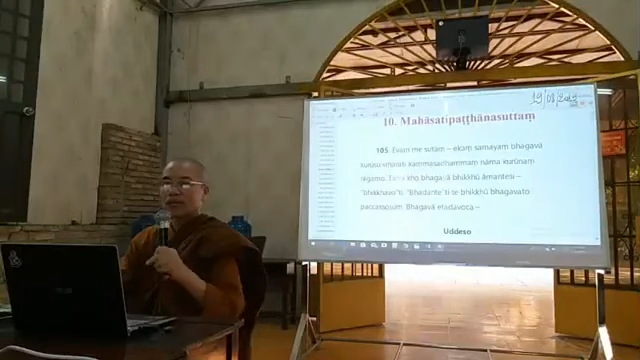 10. Mahāsatipaṭṭhānasuttaṃ
105. Evaṃ me sutaṃ – ekaṃ samayaṃ bhagavā
kurūsu viharati kammāsadhammaṃ nāma kurūnaṃ
nigamo. Tatra kho bhagavā bhikkhū āmantesi –
"bhikkhavo"ti. "Bhadante"ti te bhikkhū bhagavato
paccassosuṃ. Bhagavā etadavoca –
Uddeso